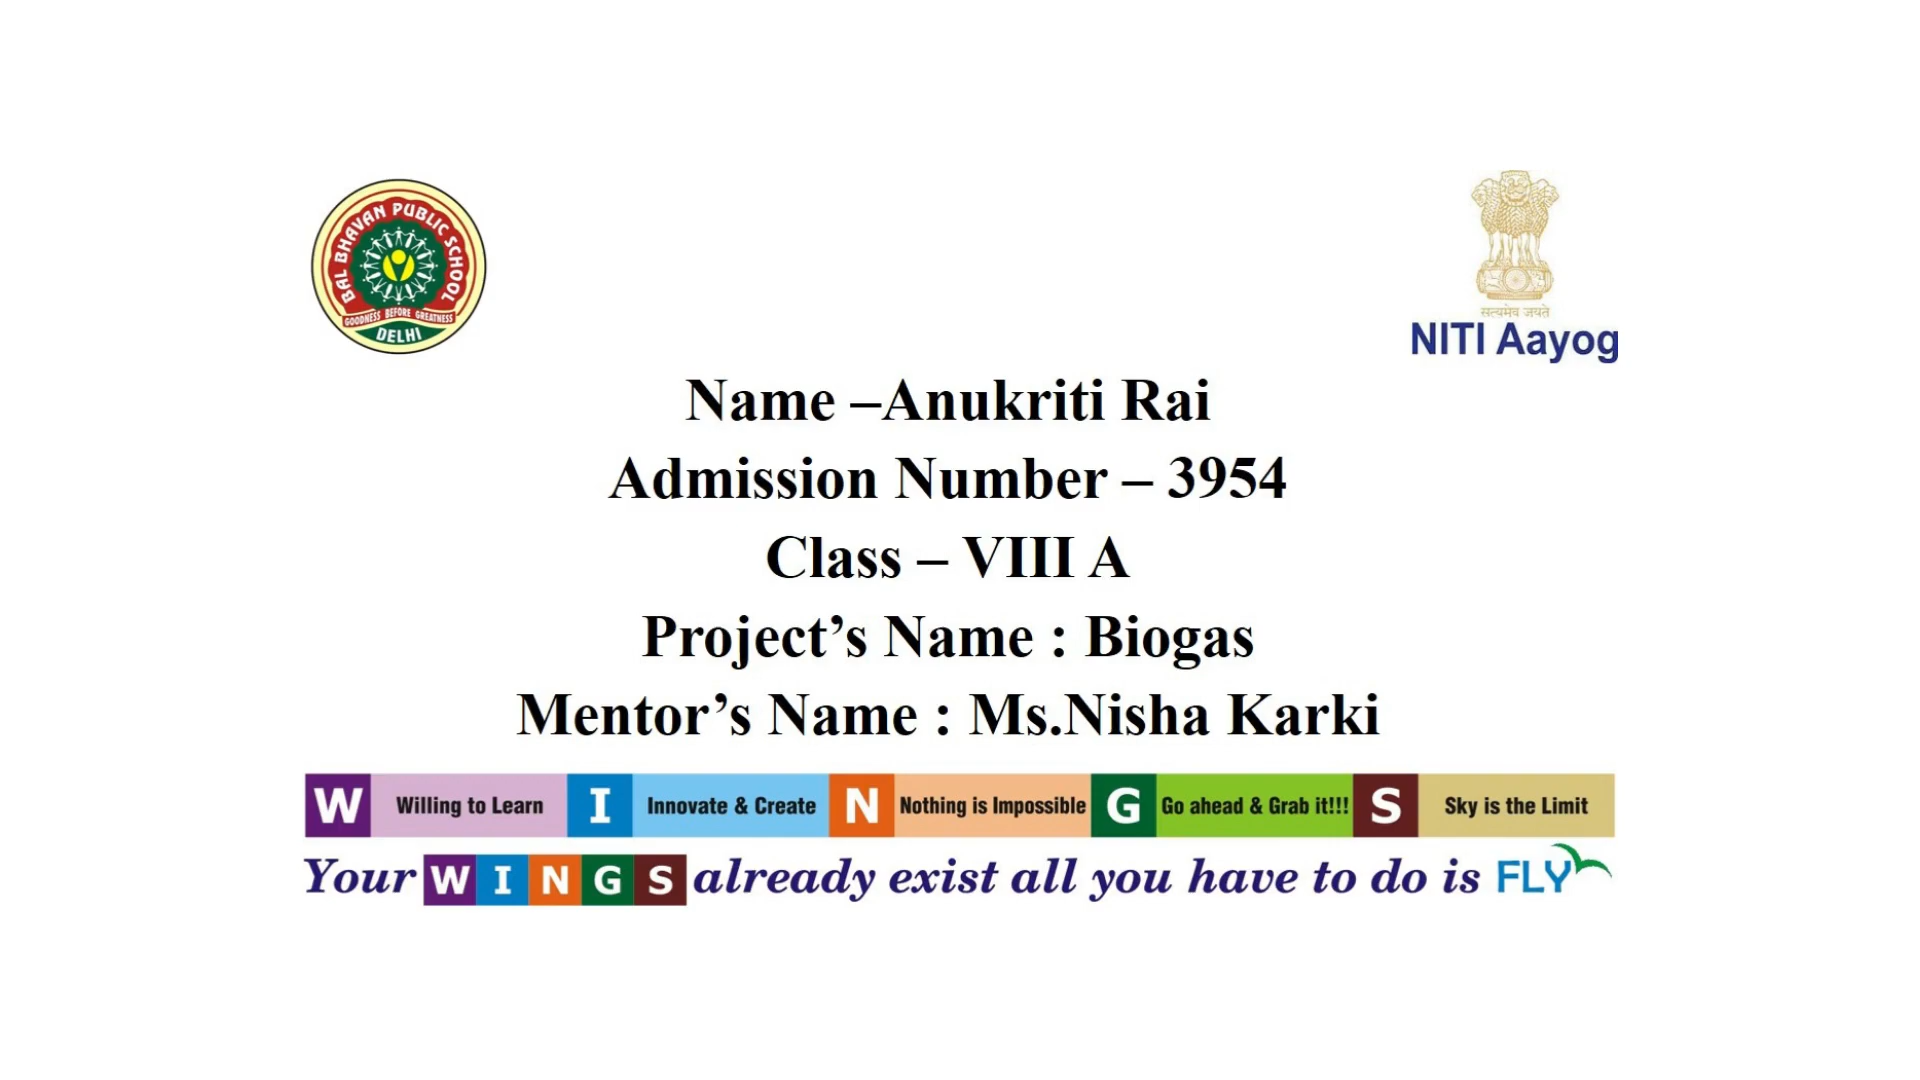 BAL BHAVAN PUBLIC SCHOOL
GOODNESS BEFORE GREATNESS
DELHI
सत्यमेव जयते
NITI Aayog
Name –Anukriti Rai
Admission Number – 3954
Class – VIII A
Project’s Name : Biogas
Mentor’s Name : Ms.Nisha Karki
W Willing to Learn I Innovate & Create N Nothing is Impossible G Go ahead & Grab it!!! S Sky is the Limit
Your WINGS already exist all you have to do is FLY